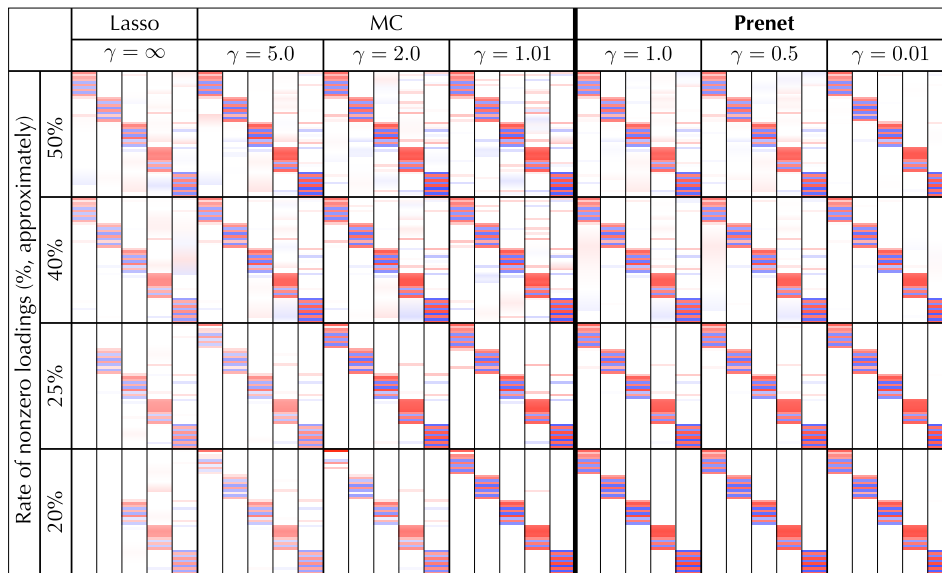 Lasso MC Prenet
γ = ∞ γ = 5.0 γ = 2.0 γ = 1.01 γ = 1.0 γ = 0.5 γ = 0.01
Rate of nonzero loadings (%, approximately)
50%
40%
25%
20%